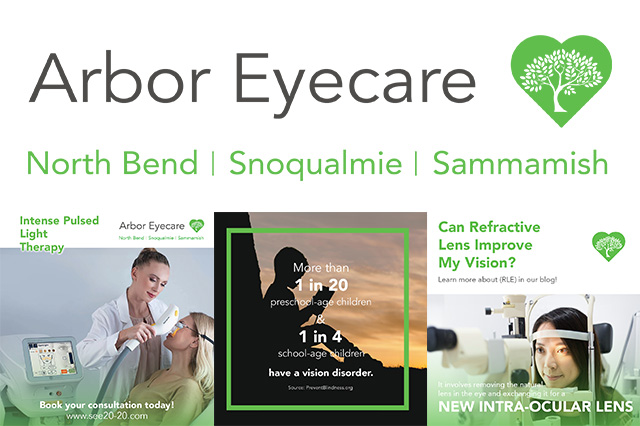 Arbor Eyecare
North Bend | Snoqualmie | Sammamish
Intense Pulsed
Light
Therapy
Arbor Eyecare
North Bend | Snoqualmie | Sammamish
Book your consultation today!
www.see20-20.com
More than
1 in 20
preschool-age children
&
1 in 4
school-age children
have a vision disorder.
Source: PreventBlindness.org
Can Refractive
Lens Improve
My Vision?
Learn more about (RLE) in our blog!
It involves removing the natural
lens in the eye and exchanging it for a
NEW INTRA-OCULAR LENS